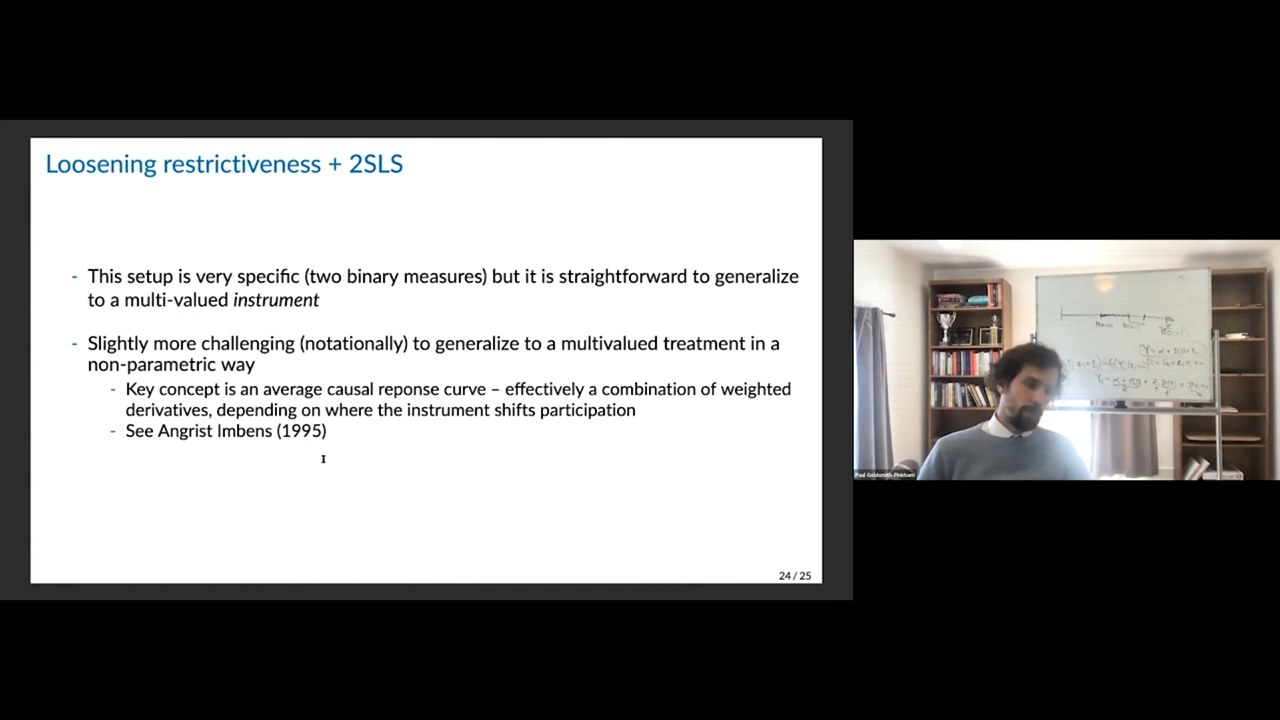 Loosening restrictiveness + 2SLS
- This setup is very specific (two binary measures) but it is straightforward to generalize
to a multi-valued instrument
- Slightly more challenging (notationally) to generalize to a multivalued treatment in a
non-parametric way
- Key concept is an average causal reponse curve – effectively a combination of weighted
derivatives, depending on where the instrument shifts participation
- See Angrist Imbens (1995)
24 / 25
Paul Goldsmith-Pinkham